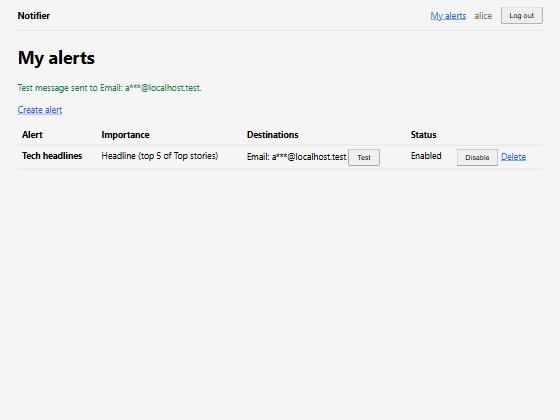 Notifier My alerts alice Log out
My alerts
Test message sent to Email: a***@localhost.test.
Create alert
Alert Importance Destinations Status
Tech headlines Headline (top 5 of Top stories) Email: a***@localhost.test Test Enabled Disable Delete